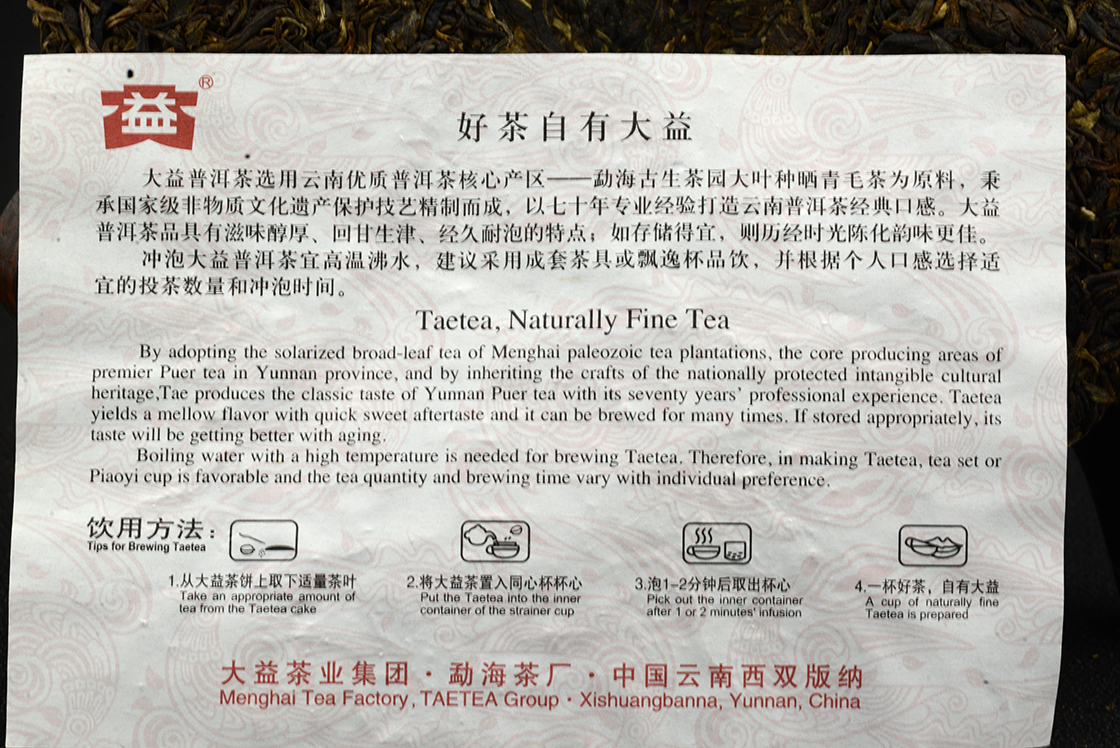 益®
好茶自有大益
大益普洱茶选用云南优质普洱茶核心产区——勐海古生茶园大叶种晒青毛茶为原料，秉
承国家级非物质文化遗产保护技艺精制而成，以七十年专业经验打造云南普洱茶经典口感。大益
普洱茶品具有滋味醇厚、回甘生津、经久耐泡的特点；如存储得宜，则历经时光陈化韵味更佳。
冲泡大益普洱茶宜高温沸水，建议采用成套茶具或飘逸杯品饮，并根据个人口感选择适
宜的投茶数量和冲泡时间。
Taetea, Naturally Fine Tea
By adopting the solarized broad-leaf tea of Menghai paleozoic tea plantations, the core producing areas of
premier Puer tea in Yunnan province, and by inheriting the crafts of the nationally protected intangible cultural
heritage,Tae produces the classic taste of Yunnan Puer tea with its seventy years' professional experience. Taetea
yields a mellow flavor with quick sweet aftertaste and it can be brewed for many times. If stored appropriately, its
taste will be getting better with aging.
Boiling water with a high temperature is needed for brewing Taetea. Therefore, in making Taetea, tea set or
Piaoyi cup is favorable and the tea quantity and brewing time vary with individual preference.
饮用方法：
Tips for Brewing Taetea
1.从大益茶饼上取下适量茶叶
Take an appropriate amount of
tea from the Taetea cake
2.将大益茶置入同心杯杯心
Put the Taetea into the inner
container of the strainer cup
3.泡1-2分钟后取出杯心
Pick out the inner container
after 1 or 2 minutes' infusion
4.一杯好茶，自有大益
A cup of naturally fine
Taetea is prepared
大益茶业集团·勐海茶厂·中国云南西双版纳
Menghai Tea Factory, TAETEA Group · Xishuangbanna, Yunnan, China